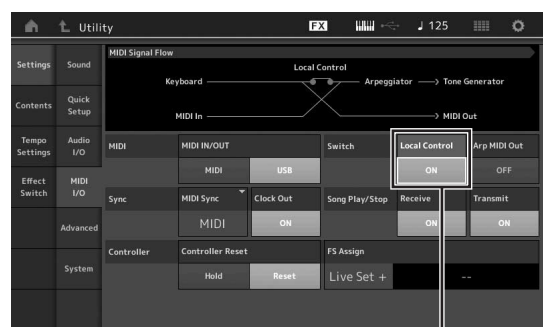 Utility
FX
♩ 125
Settings
Sound
MIDI Signal Flow
Local Control
Keyboard
Arpeggiator
Tone Generator
MIDI In
MIDI Out
Contents
Quick Setup
Tempo Settings
Audio I/O
MIDI
MIDI IN/OUT
Switch
Local Control
Arp MIDI Out
MIDI
USB
ON
OFF
Effect Switch
MIDI I/O
Sync
MIDI Sync
Clock Out
Song Play/Stop
Receive
Transmit
MIDI
ON
ON
ON
Advanced
Controller
Controller Reset
FS Assign
System
Hold
Reset
Live Set +
--